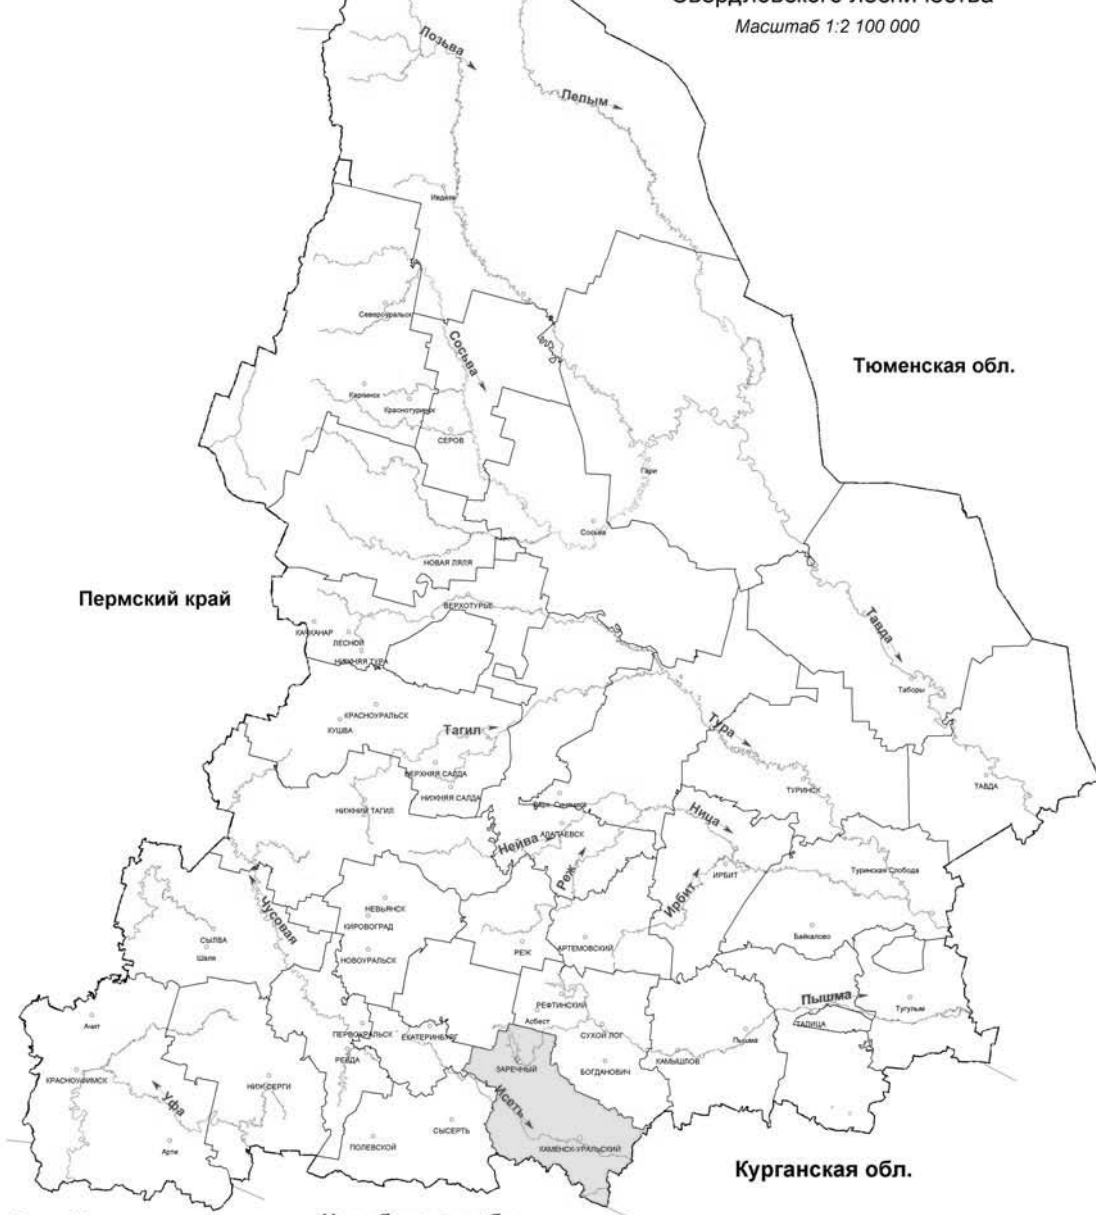 Масштаб 1:2 100 000
Лозьва
Пелым
Ивдель
Североуральск
Сосьва
Тюменская обл.
Карпинск
Краснотурьинск
СЕРОВ
Гари
Сосьва
НОВАЯ ЛЯЛЯ
Пермский край
ВЕРХОТУРЬЕ
КАЧКАНАР
ЛЕСНОЙ
НИЖНЯЯ ТУРА
Тавда
Таборы
КРАСНОУРАЛЬСК
КУШВА
Тагил
Тура
ВЕРХНЯЯ САЛДА
НИЖНЯЯ САЛДА
ТУРИНСК
ТАВДА
НИЖНИЙ ТАГИЛ
Ница
АЛАПАЕВСК
Нейва
Реж
ИРБИТ
Ирбит
Туринская Слобода
Чусовая
НЕВЬЯНСК
КИРОВОГРАД
СЫЛВА
Шаля
НОВОУРАЛЬСК
РЕЖ
АРТЕМОВСКИЙ
Байкалово
РЕФТИНСКИЙ
Асбест
Пышма
Тугулым
Ачит
ПЕРВОУРАЛЬСК
ЕКАТЕРИНБУРГ
СУХОЙ ЛОГ
ТАЛИЦА
Пышма
РЕВДА
КАМЫШЛОВ
ЗАРЕЧНЫЙ
БОГДАНОВИЧ
КРАСНОУФИМСК
Уфа
НИЖ.СЕРГИ
Исеть
СЫСЕРТЬ
ПОЛЕВСКОЙ
Арти
КАМЕНСК-УРАЛЬСКИЙ
Курганская обл.